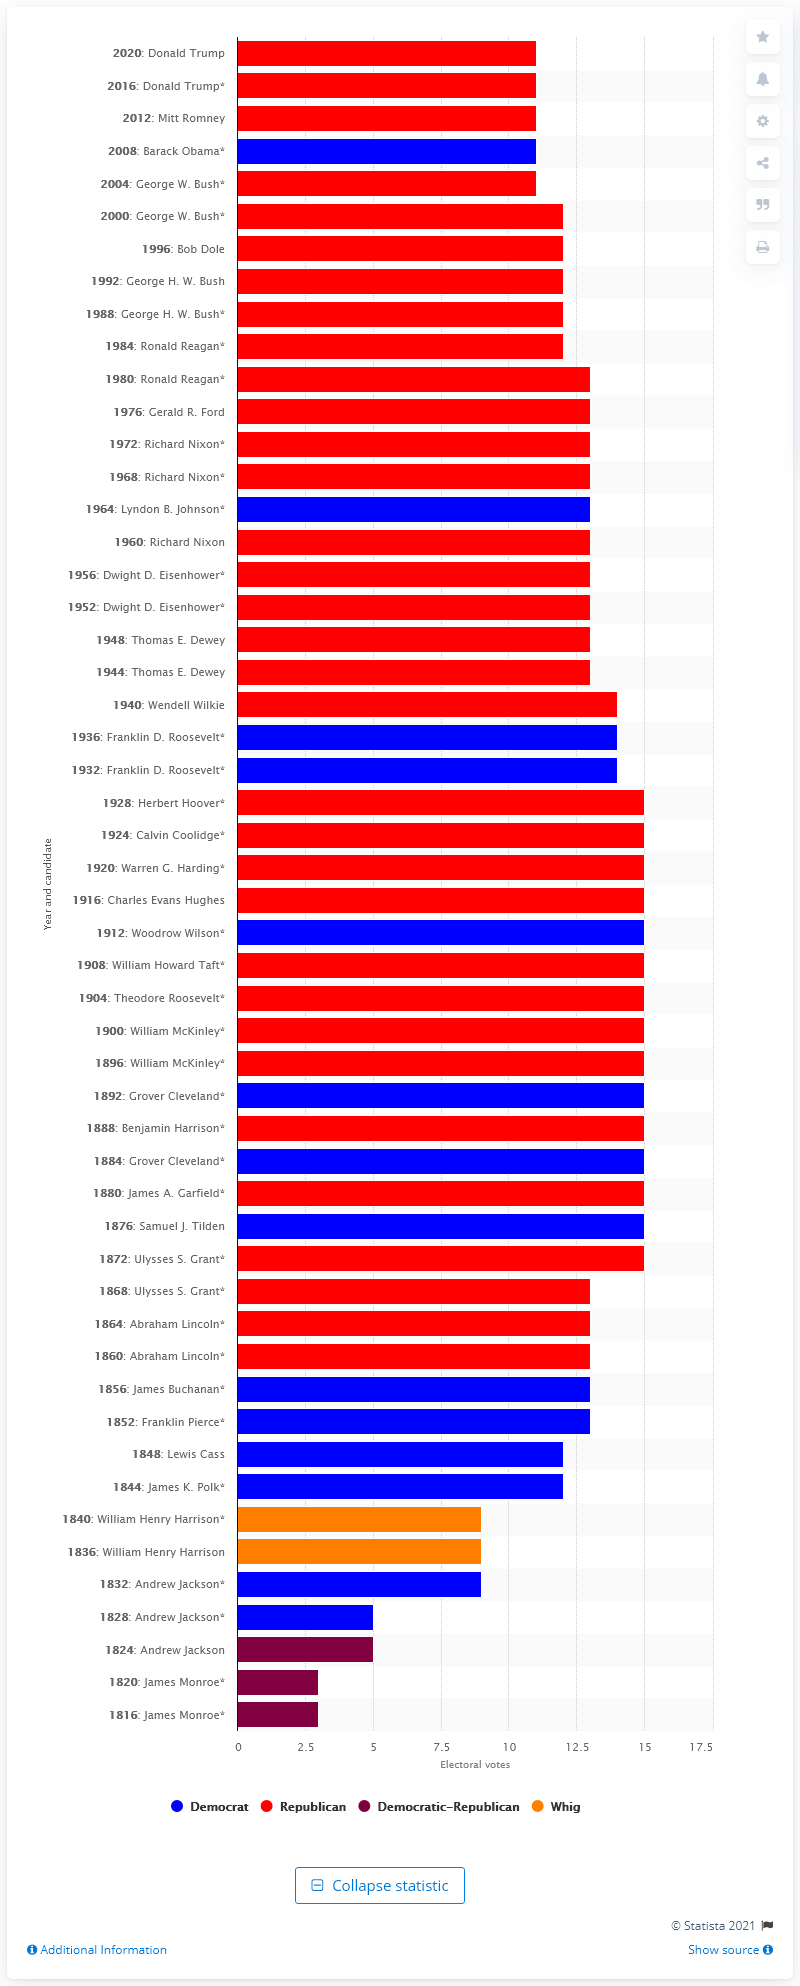 2020: Donald Trump
2016: Donald Trump*
2012: Mitt Romney
2008: Barack Obama*
2004: George W. Bush*
2000: George W. Bush*
1996: Bob Dole
1992: George H. W. Bush
1988: George H. W. Bush*
1984: Ronald Reagan*
1980: Ronald Reagan*
1976: Gerald R. Ford
1972: Richard Nixon*
1968: Richard Nixon*
1964: Lyndon B. Johnson*
1960: Richard Nixon
1956: Dwight D. Eisenhower*
1952: Dwight D. Eisenhower*
1948: Thomas E. Dewey
1944: Thomas E. Dewey
1940: Wendell Wilkie
1936: Franklin D. Roosevelt*
1932: Franklin D. Roosevelt*
1928: Herbert Hoover*
1924: Calvin Coolidge*
1920: Warren G. Harding*
1916: Charles Evans Hughes
1912: Woodrow Wilson*
1908: William Howard Taft*
1904: Theodore Roosevelt*
1900: William McKinley*
1896: William McKinley*
1892: Grover Cleveland*
1888: Benjamin Harrison*
1884: Grover Cleveland*
1880: James A. Garfield*
1876: Samuel J. Tilden
1872: Ulysses S. Grant*
1868: Ulysses S. Grant*
1864: Abraham Lincoln*
1860: Abraham Lincoln*
1856: James Buchanan*
1852: Franklin Pierce*
1848: Lewis Cass
1844: James K. Polk*
1840: William Henry Harrison*
1836: William Henry Harrison
1832: Andrew Jackson*
1828: Andrew Jackson*
1824: Andrew Jackson
1820: James Monroe*
1816: James Monroe*
Year and candidate
0 2.5 5 7.5 10 12.5 15 17.5
Electoral votes
Democrat Republican Democratic-Republican Whig
Collapse statistic
© Statista 2021
Additional Information Show source